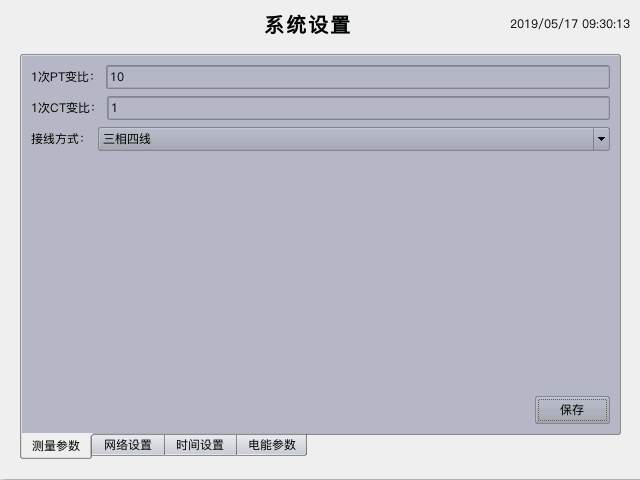 系统设置
2019/05/17 09:30:13
1次PT变比： 10
1次CT变比： 1
接线方式： 三相四线
保存
测量参数 网络设置 时间设置 电能参数